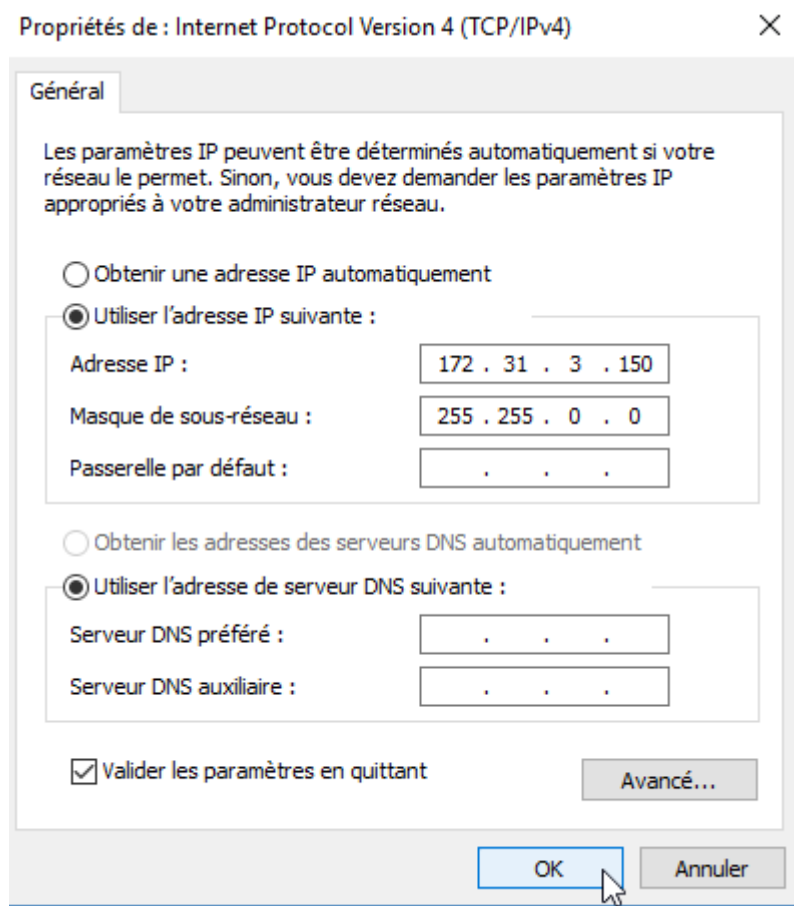 Propriétés de : Internet Protocol Version 4 (TCP/IPv4)
Général
Les paramètres IP peuvent être déterminés automatiquement si votre
réseau le permet. Sinon, vous devez demander les paramètres IP
appropriés à votre administrateur réseau.
Obtenir une adresse IP automatiquement
Utiliser l'adresse IP suivante :
Adresse IP : 172 . 31 . 3 . 150
Masque de sous-réseau : 255 . 255 . 0 . 0
Passerelle par défaut : . . .
Obtenir les adresses des serveurs DNS automatiquement
Utiliser l'adresse de serveur DNS suivante :
Serveur DNS préféré : . . .
Serveur DNS auxiliaire : . . .
Valider les paramètres en quittant
Avancé...
OK Annuler